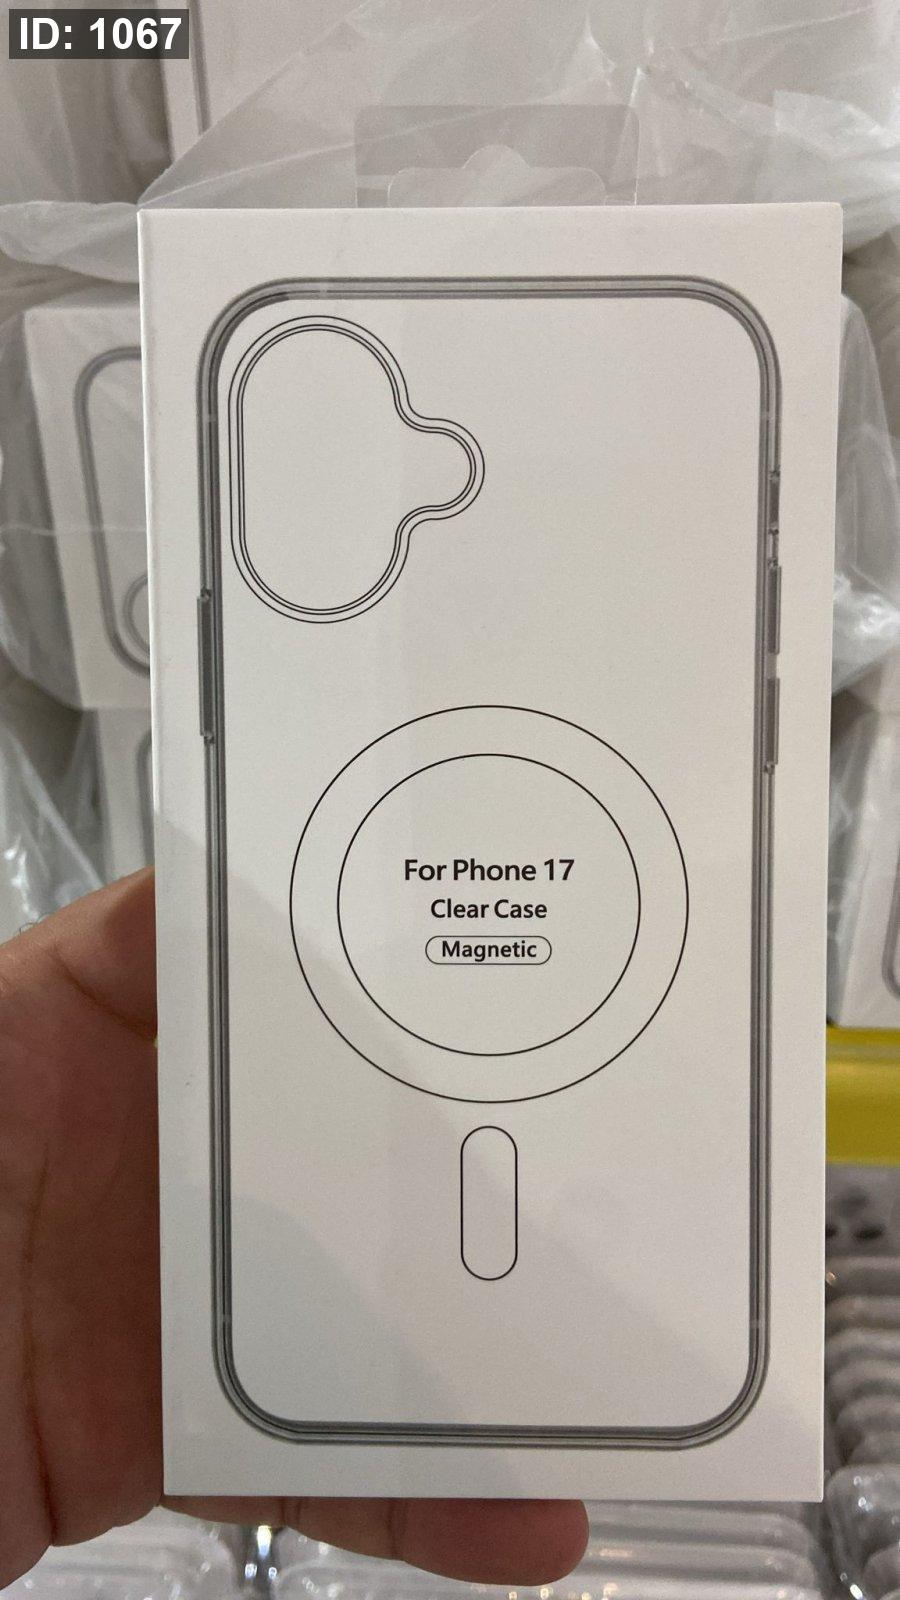 ID: 1067
For Phone 17
Clear Case
Magnetic